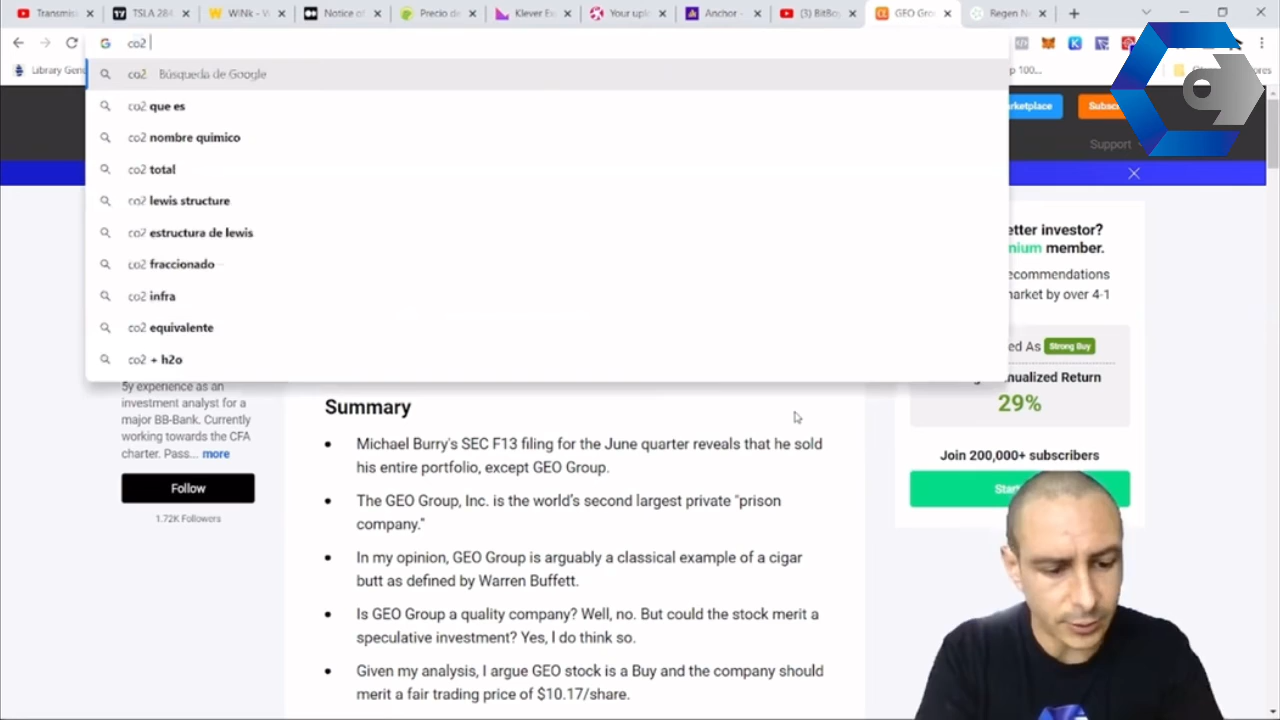 Transmis
TSLA 284
WINk - V
Notice of
Precio de
Klever Ex
Your uplo
Anchor -
(3) BitBoy
GEO Gro
Regen Ne
co2
Library Gen
p 100...
co2 Búsqueda de Google
co2 que es
co2 nombre quimico
co2 total
co2 lewis structure
co2 estructura de lewis
co2 fraccionado
co2 infra
co2 equivalente
co2 + h2o
rketplace
Subsc
Support
etter investor?
nium member.
ecommendations
arket by over 4-1
ed As Strong Buy
nualized Return
29%
Join 200,000+ subscribers
Star
5y experience as an
investment analyst for a
major BB-Bank. Currently
working towards the CFA
charter. Pass... more
Follow
1.72K Followers
Summary
• Michael Burry's SEC F13 filing for the June quarter reveals that he sold
his entire portfolio, except GEO Group.
• The GEO Group, Inc. is the world's second largest private "prison
company."
• In my opinion, GEO Group is arguably a classical example of a cigar
butt as defined by Warren Buffett.
• Is GEO Group a quality company? Well, no. But could the stock merit a
speculative investment? Yes, I do think so.
• Given my analysis, I argue GEO stock is a Buy and the company should
merit a fair trading price of $10.17/share.